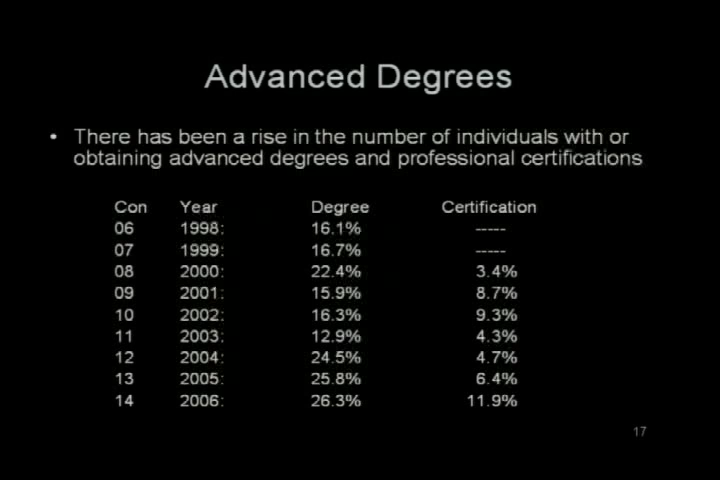 Advanced Degrees
• There has been a rise in the number of individuals with or
obtaining advanced degrees and professional certifications
Con Year Degree Certification
06 1998: 16.1% -----
07 1999: 16.7% -----
08 2000: 22.4% 3.4%
09 2001: 15.9% 8.7%
10 2002: 16.3% 9.3%
11 2003: 12.9% 4.3%
12 2004: 24.5% 4.7%
13 2005: 25.8% 6.4%
14 2006: 26.3% 11.9%
17